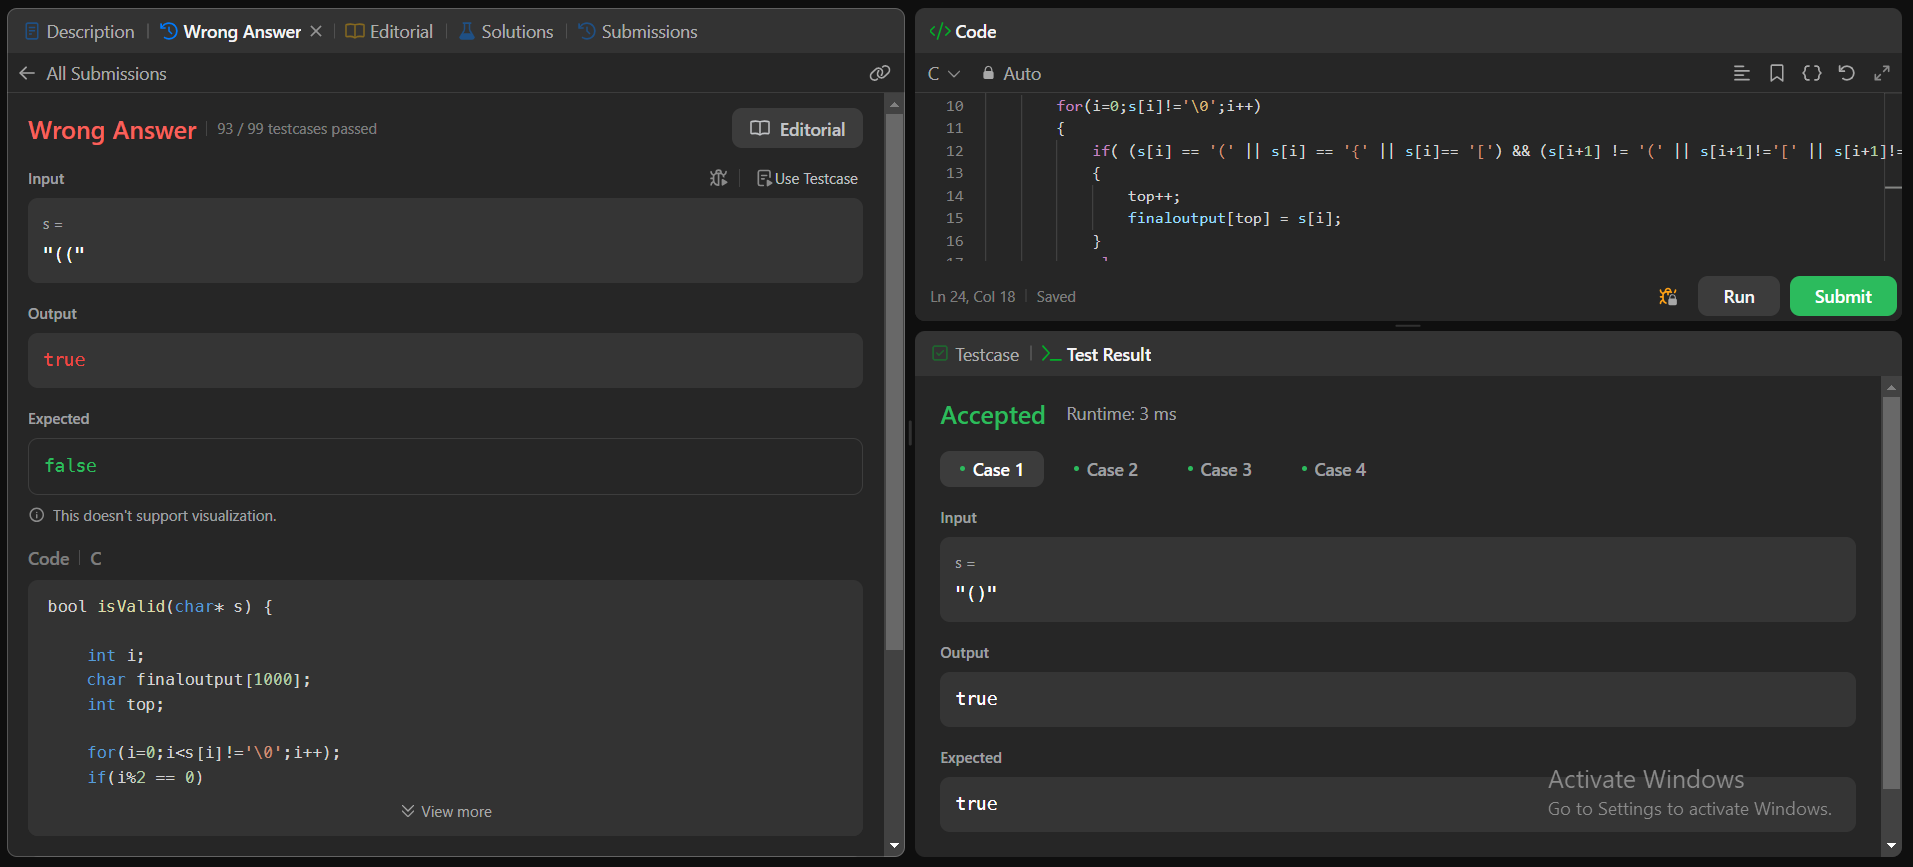 Description
Wrong Answer
Editorial
Solutions
Submissions
All Submissions
Wrong Answer
93 / 99 testcases passed
Editorial
Input
Use Testcase
s =
"(("
Output
true
Expected
false
This doesn't support visualization.
Code
C
bool isValid(char* s) {
int i;
char finaloutput[1000];
int top;
for(i=0;i<s[i]!='\0';i++);
if(i%2 == 0)
View more
Code
C
Auto
10 for(i=0;s[i]!='\0';i++)
11 {
12 if( (s[i] == '(' || s[i] == '{' || s[i]== '[') && (s[i+1] != '(' || s[i+1]!='[' || s[i+1]!=
13 {
14 top++;
15 finaloutput[top] = s[i];
16 }
Ln 24, Col 18
Saved
Run
Submit
Testcase
Test Result
Accepted
Runtime: 3 ms
Case 1
Case 2
Case 3
Case 4
Input
s =
"()"
Output
true
Expected
true
Activate Windows
Go to Settings to activate Windows.